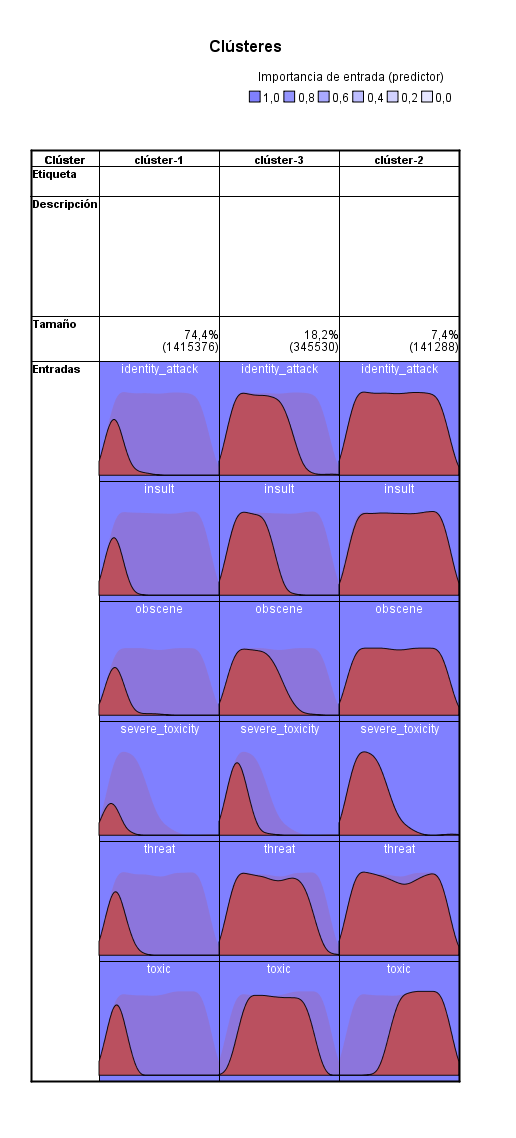 Clústeres
Importancia de entrada (predictor)
1,0 0,8 0,6 0,4 0,2 0,0
Clúster clúster-1 clúster-3 clúster-2
Etiqueta
Descripción
Tamaño
74,4% 18,2% 7,4%
(1415376) (345530) (141288)
Entradas identity_attack identity_attack identity_attack
insult insult insult
obscene obscene obscene
severe_toxicity severe_toxicity severe_toxicity
threat threat threat
toxic toxic toxic